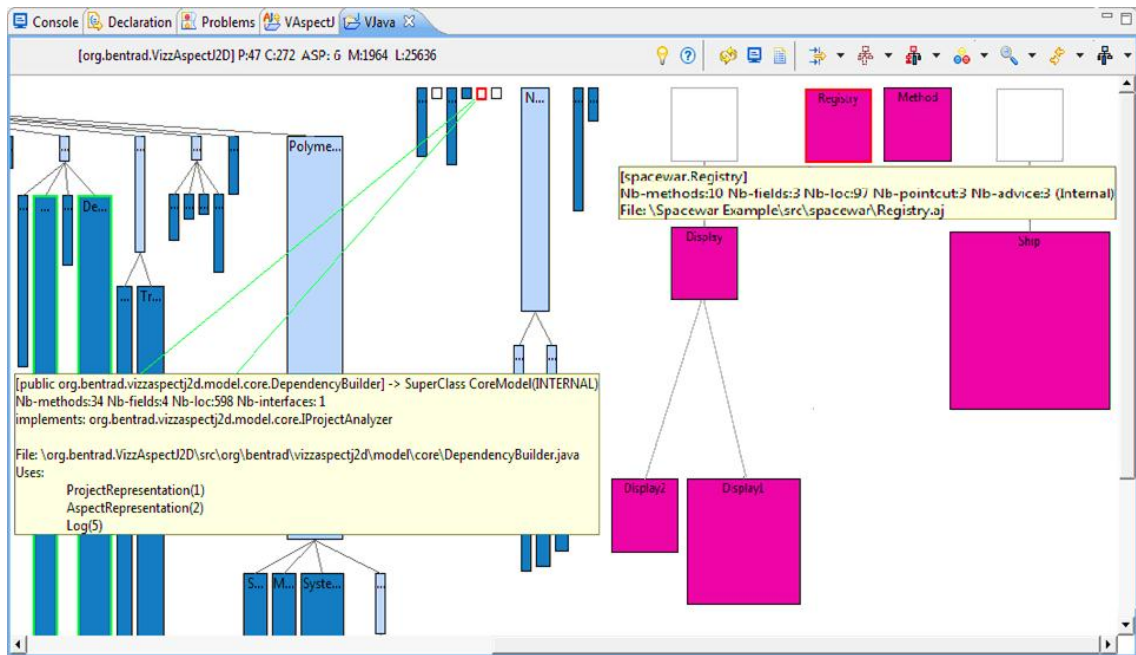 Console Declaration Problems VAspectJ VJava
[org.bentrad.VizzAspectJ2D] P:47 C:272 ASP: 6 M:1964 L:25636
N...
Registry Method
Polyme...
[spacewar.Registry]
Nb-methods:10 Nb-fields:3 Nb-loc:97 Nb-pointcut:3 Nb-advice:3 (Internal)
File: \Spacewar Example\src\spacewar\Registry.aj
... De...
Display Ship
... Tr...
[public org.bentrad.vizzaspectj2d.model.core.DependencyBuilder] -> SuperClass CoreModel(INTERNAL)
Nb-methods:34 Nb-fields:4 Nb-loc:598 Nb-interfaces: 1
implements: org.bentrad.vizzaspectj2d.model.core.IProjectAnalyzer
File: \org.bentrad.VizzAspectJ2D\src\org\bentrad\vizzaspectj2d\model\core\DependencyBuilder.java
Uses:
ProjectRepresentation(1)
AspectRepresentation(2)
Log(5)
Display2 Display1
S... M... Syste... ...